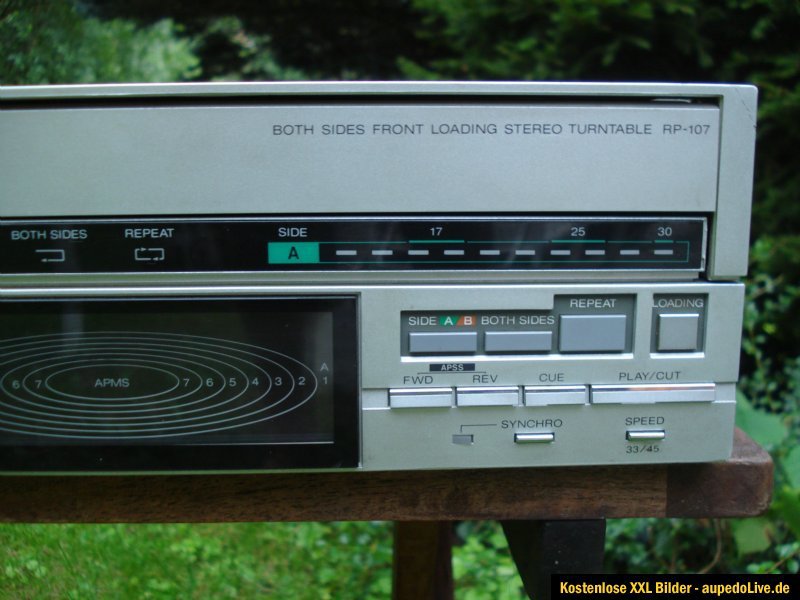 BOTH SIDES FRONT LOADING STEREO TURNTABLE RP-107
BOTH SIDES REPEAT SIDE 17 25 30
A
REPEAT LOADING
SIDE A/B BOTH SIDES
APSS
FWD REV CUE PLAY/CUT
SYNCHRO SPEED
33/45
A
6 7 APMS 7 6 5 4 3 2 1
Kostenlose XXL Bilder - aupedoLive.de